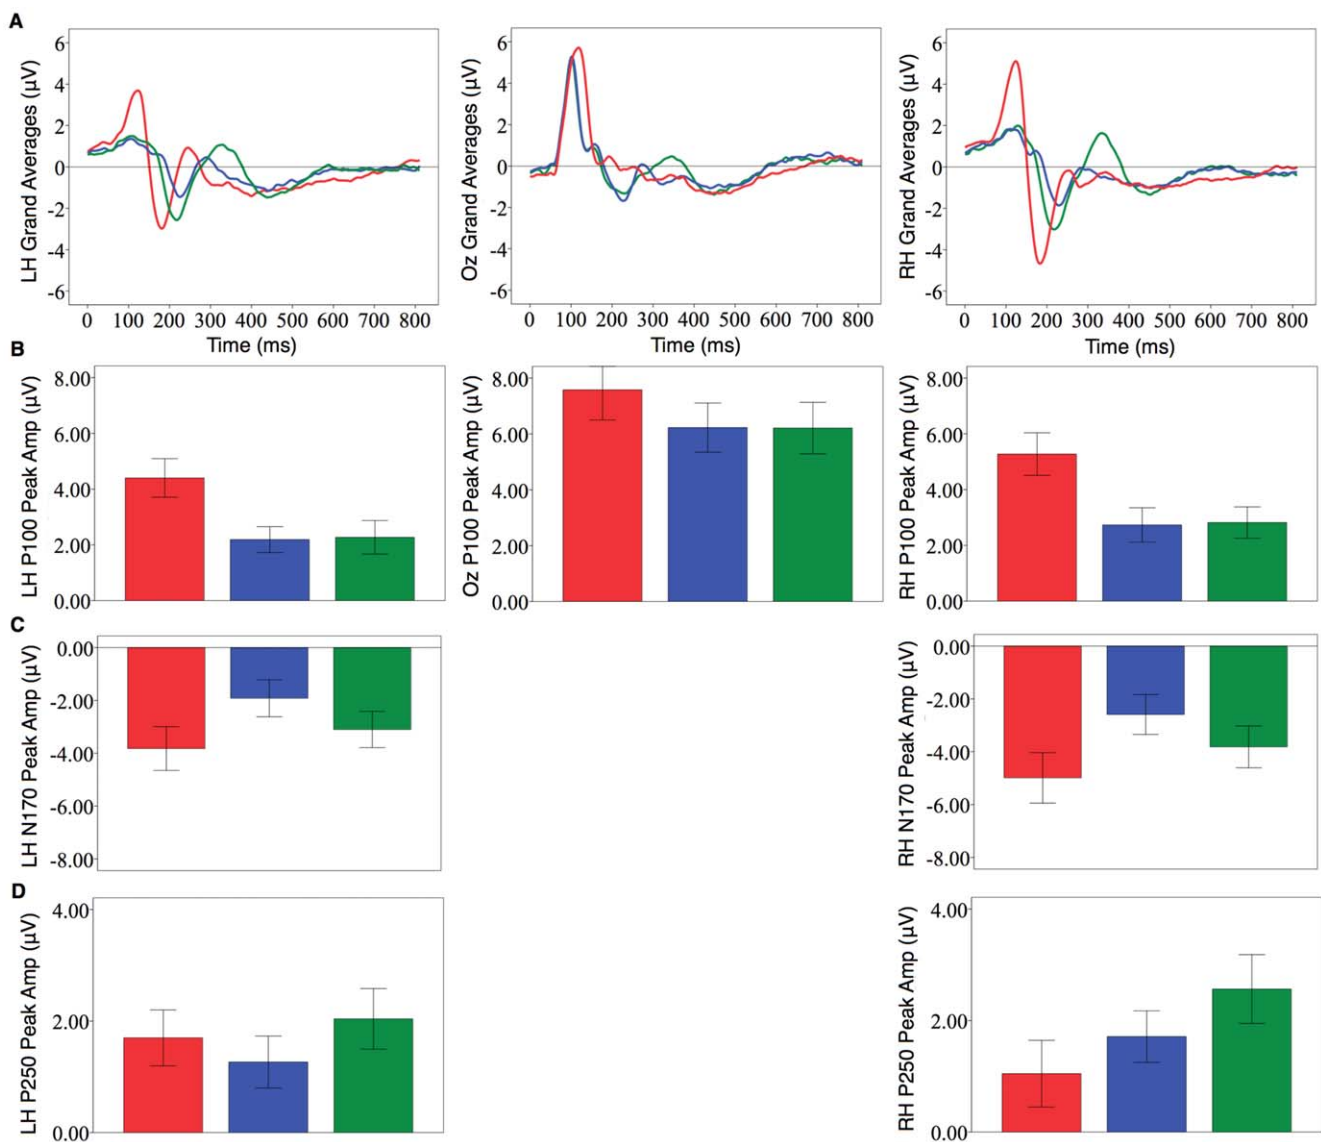 A
LH Grand Averages (μV)
6
4
2
0
-2
-4
-6
0 100 200 300 400 500 600 700 800
Time (ms)
Oz Grand Averages (μV)
6
4
2
0
-2
-4
-6
0 100 200 300 400 500 600 700 800
Time (ms)
RH Grand Averages (μV)
6
4
2
0
-2
-4
-6
0 100 200 300 400 500 600 700 800
Time (ms)
B
LH P100 Peak Amp (μV)
8.00
6.00
4.00
2.00
0.00
Oz P100 Peak Amp (μV)
8.00
6.00
4.00
2.00
0.00
RH P100 Peak Amp (μV)
8.00
6.00
4.00
2.00
0.00
C
LH N170 Peak Amp (μV)
0.00
-2.00
-4.00
-6.00
-8.00
RH N170 Peak Amp (μV)
0.00
-2.00
-4.00
-6.00
-8.00
D
LH P250 Peak Amp (μV)
4.00
2.00
0.00
RH P250 Peak Amp (μV)
4.00
2.00
0.00